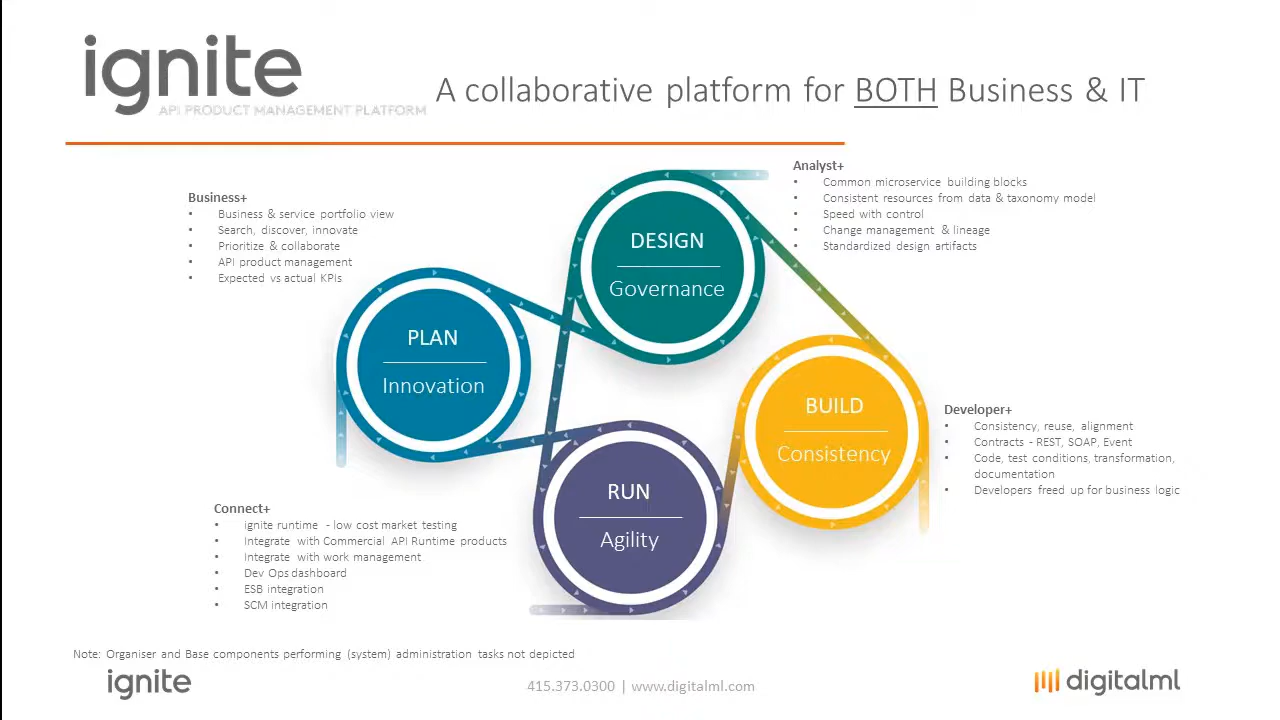 ignite
API PRODUCT MANAGEMENT PLATFORM
A collaborative platform for BOTH Business & IT
Business+
• Business & service portfolio view
• Search, discover, innovate
• Prioritize & collaborate
• API product management
• Expected vs actual KPIs
Analyst+
• Common microservice building blocks
• Consistent resources from data & taxonomy model
• Speed with control
• Change management & lineage
• Standardized design artifacts
DESIGN
Governance
PLAN
Innovation
BUILD
Consistency
RUN
Agility
Developer+
• Consistency, reuse, alignment
• Contracts - REST, SOAP, Event
• Code, test conditions, transformation,
documentation
• Developers freed up for business logic
Connect+
• ignite runtime - low cost market testing
• Integrate with Commercial API Runtime products
• Integrate with work management
• Dev Ops dashboard
• ESB integration
• SCM integration
Note: Organiser and Base components performing (system) administration tasks not depicted
ignite
415.373.0300 | www.digitalml.com
digitalml